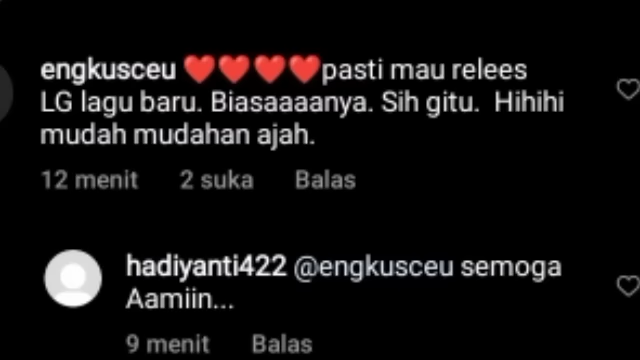 engkusceu ❤️❤️❤️❤️pasti mau relees
LG lagu baru. Biasaaaanya. Sih gitu. Hihihi
mudah mudahan ajah.
12 menit 2 suka Balas
hadiyanti422 @engkusceu semoga
Aamiin...
9 menit Balas